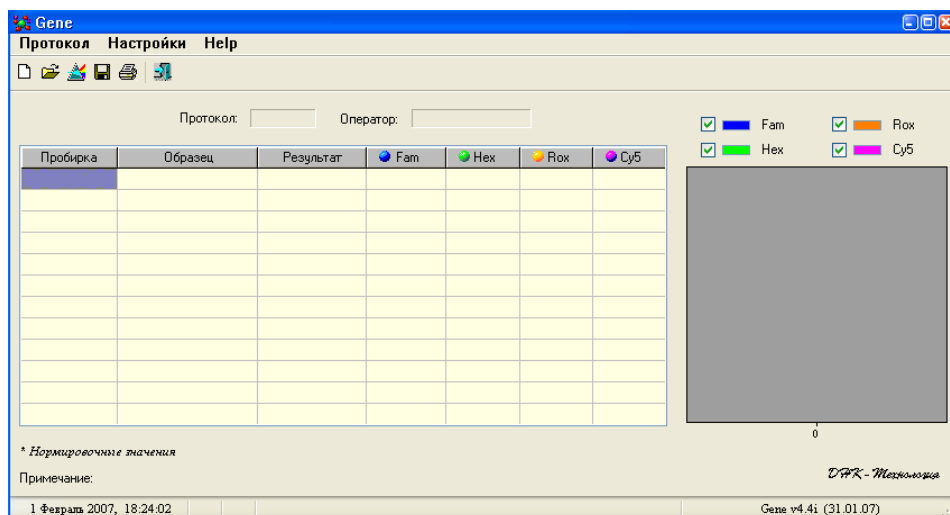 Gene
Протокол Настройки Help
Протокол: Оператор:
Fam Rox
Hex Cy5
Пробирка Образец Результат Fam Hex Rox Cy5
0
* Нормировочные значения
Примечание:
ДНК-Технология
1 Февраль 2007, 18:24:02 Gene v4.4i (31.01.07)